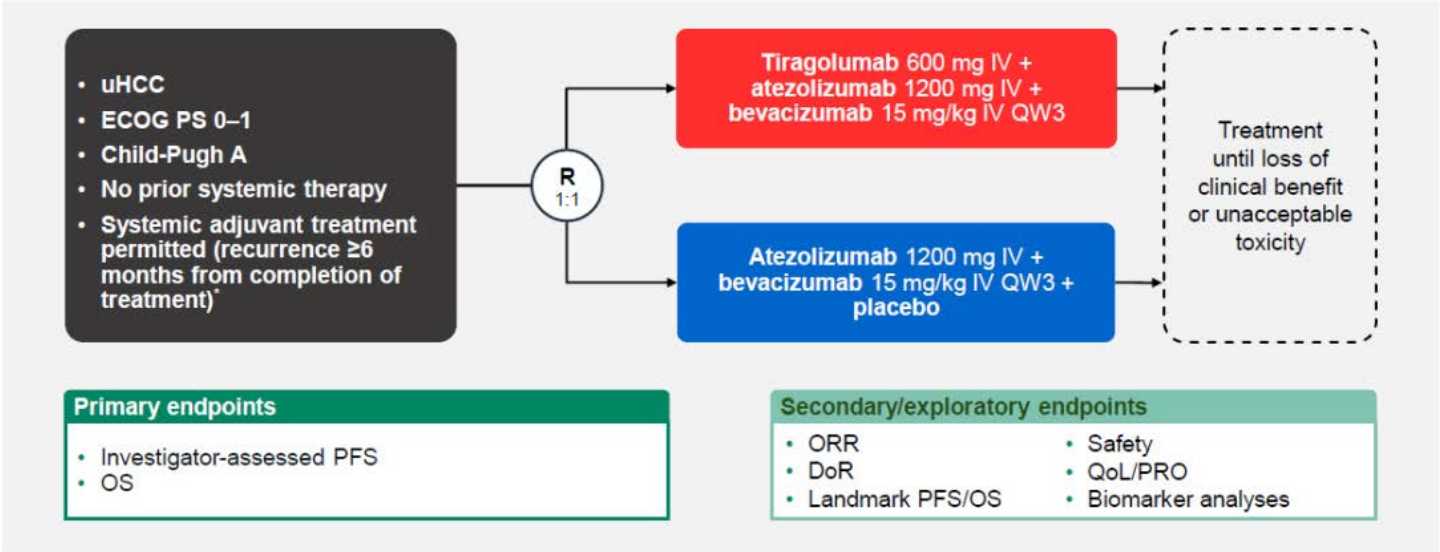 • uHCC
• ECOG PS 0–1
• Child-Pugh A
• No prior systemic therapy
• Systemic adjuvant treatment
permitted (recurrence ≥6
months from completion of
treatment)*
R
1:1
Tiragolumab 600 mg IV +
atezolizumab 1200 mg IV +
bevacizumab 15 mg/kg IV QW3
Atezolizumab 1200 mg IV +
bevacizumab 15 mg/kg IV QW3 +
placebo
Treatment
until loss of
clinical benefit
or unacceptable
toxicity
Primary endpoints
• Investigator-assessed PFS
• OS
Secondary/exploratory endpoints
• ORR
• DoR
• Landmark PFS/OS
• Safety
• QoL/PRO
• Biomarker analyses